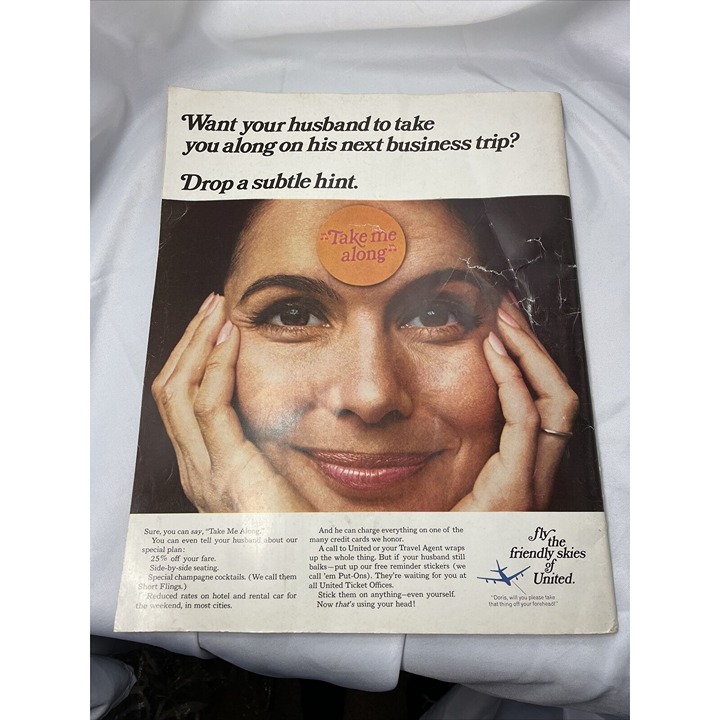 Want your husband to take
you along on his next business trip?
Drop a subtle hint.
Take me
along
Sure, you can say, "Take Me Along."
You can even tell your husband about our
special plan:
25% off your fare.
Side-by-side seating.
Special champagne cocktails. (We call them
Short Flings.)
Reduced rates on hotel and rental car for
the weekend, in most cities.
And he can charge everything on one of the
many credit cards we honor.
A call to United or your Travel Agent wraps
up the whole thing. But if your husband still
balks—put up our free reminder stickers (we
call 'em Put-Ons). They're waiting for you at
all United Ticket Offices.
Stick them on anything—even yourself.
Now that's using your head!
fly
the
friendly skies
of
United.
"Doris, will you please take
that thing off your forehead!"